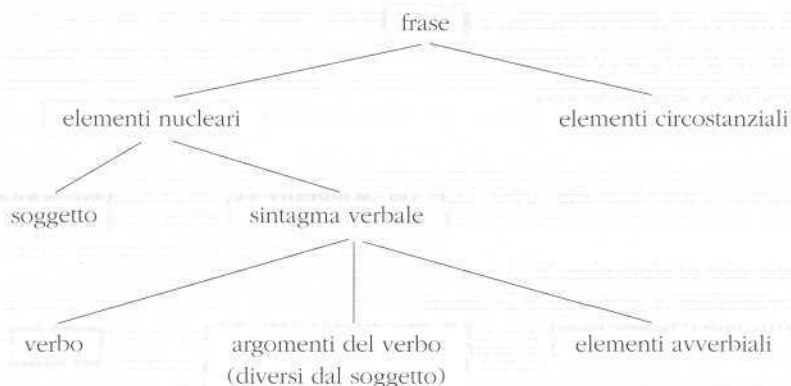 frase
elementi nucleari
elementi circostanziali
soggetto
sintagma verbale
verbo
argomenti del verbo
(diversi dal soggetto)
elementi avverbiali